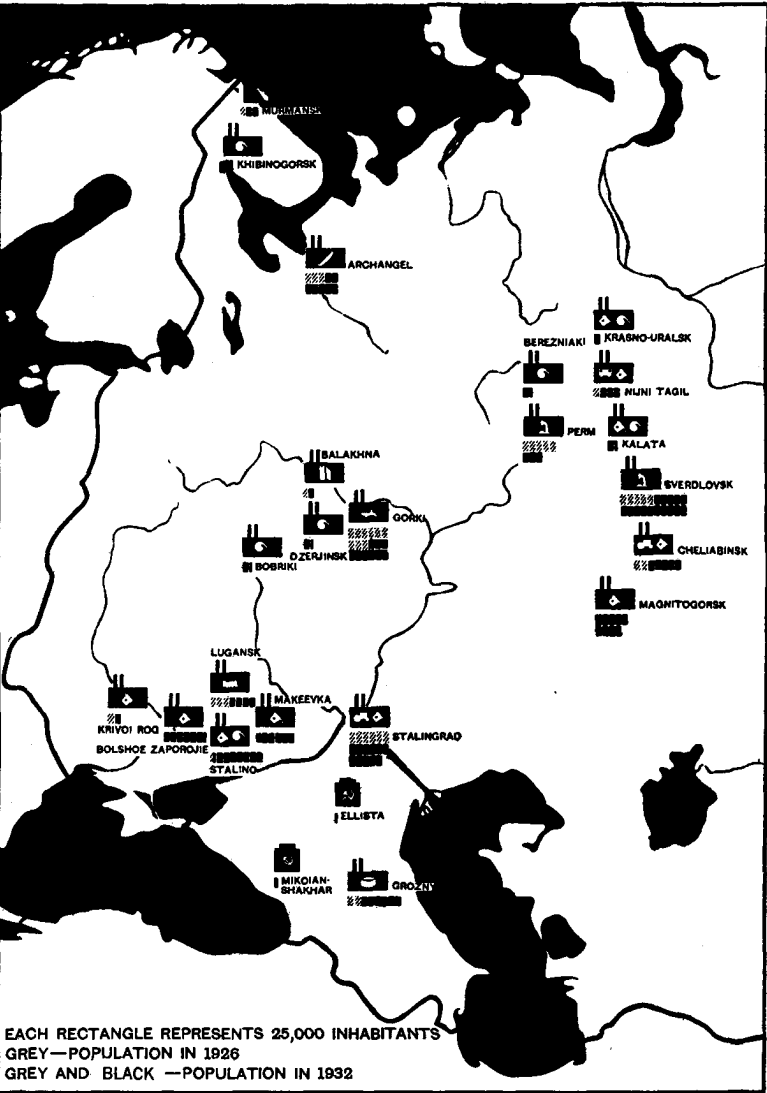 MURMANSK
KHIBINOGORSK
ARCHANGEL
KRASNO-URALSK
BEREZNIAKI
NIJNI TAGIL
PERM
KALATA
BALAKHNA
SVERDLOVSK
GORKI
DZERJINSK
CHELIABINSK
BOBRIKI
MAGNITOGORSK
LUGANSK
MAKEEVKA
KRIVOI ROG
STALINGRAD
BOLSHOE ZAPOROJIE
STALINO
ELLISTA
MIKOIAN-
SHAKHAR
GROZNY
EACH RECTANGLE REPRESENTS 25,000 INHABITANTS
GREY—POPULATION IN 1926
GREY AND BLACK —POPULATION IN 1932